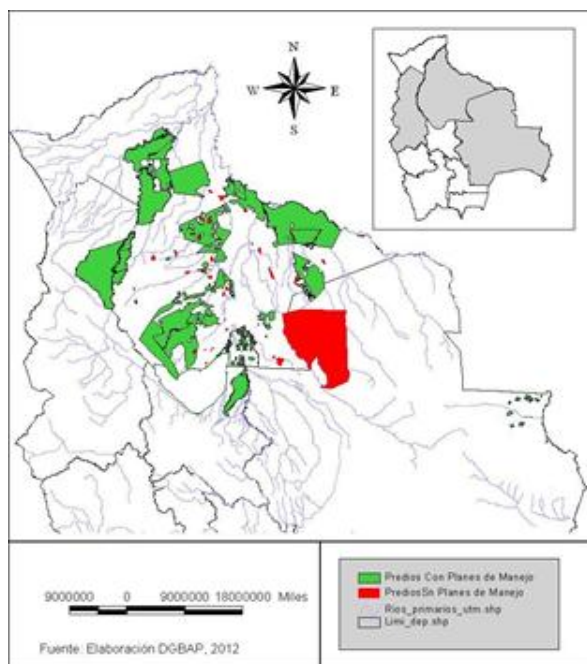 N
W E
S
Predios Con Planes de Manejo
PrediosSn Planes de Manejo
Rios_primarios_utm.shp
Limi_dep.shp
9000000 0 9000000 18000000 Miles
Fuente: Elaboración DGBAP, 2012